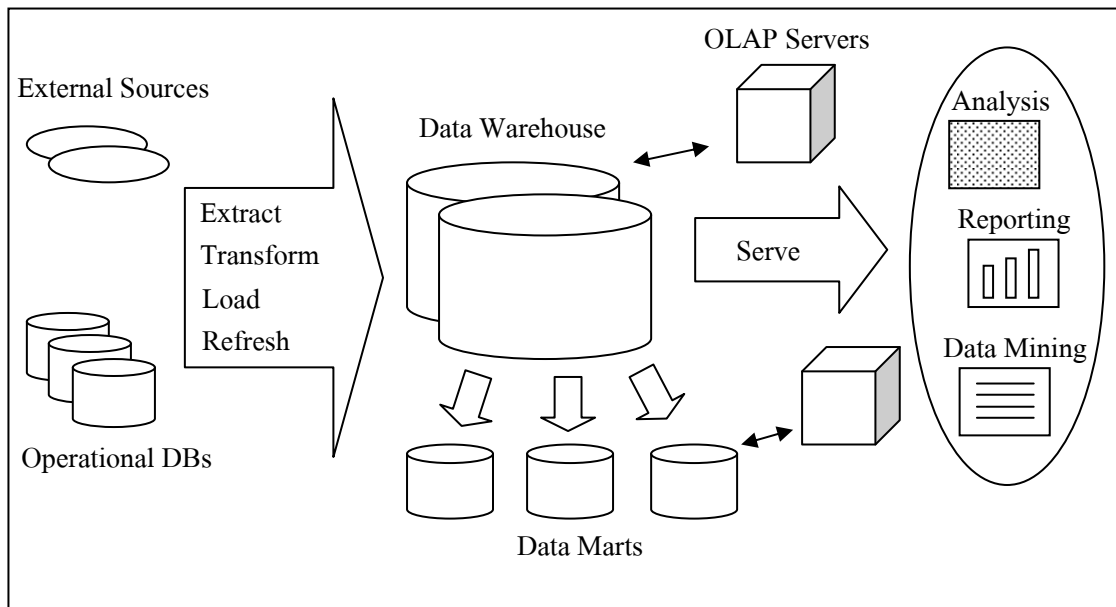 OLAP Servers
External Sources
Data Warehouse
Analysis
Extract
Transform
Load
Refresh
Serve
Reporting
Data Mining
Operational DBs
Data Marts